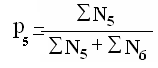 p₅ = ΣN₅ / (ΣN₅ + ΣN₆)